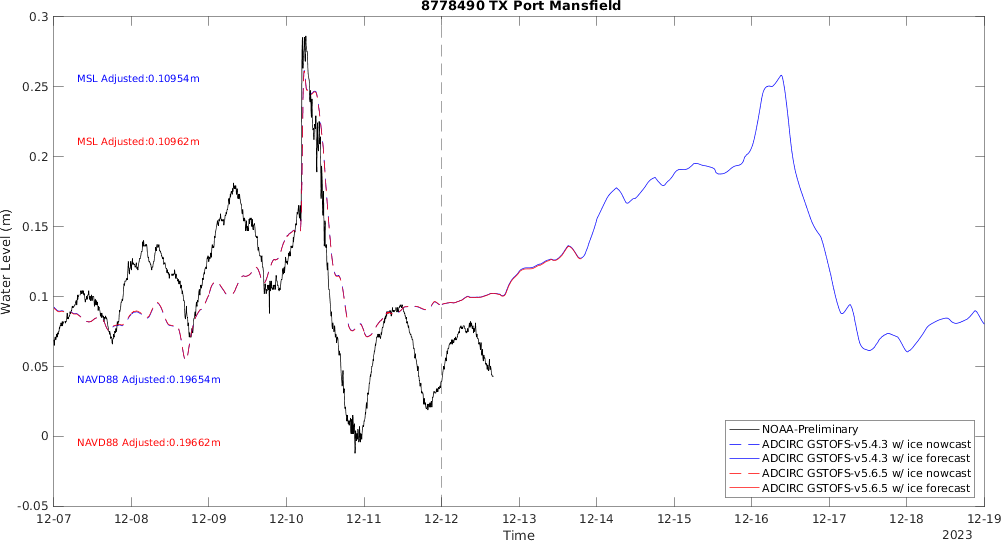 8778490 TX Port Mansfield
0.3
0.25
0.2
0.15
0.1
0.05
0
-0.05
Water Level (m)
MSL Adjusted:0.10954m
MSL Adjusted:0.10962m
NAVD88 Adjusted:0.19654m
NAVD88 Adjusted:0.19662m
NOAA-Preliminary
ADCIRC GSTOFS-v5.4.3 w/ ice nowcast
ADCIRC GSTOFS-v5.4.3 w/ ice forecast
ADCIRC GSTOFS-v5.6.5 w/ ice nowcast
ADCIRC GSTOFS-v5.6.5 w/ ice forecast
12-07 12-08 12-09 12-10 12-11 12-12 12-13 12-14 12-15 12-16 12-17 12-18 12-19
Time
2023